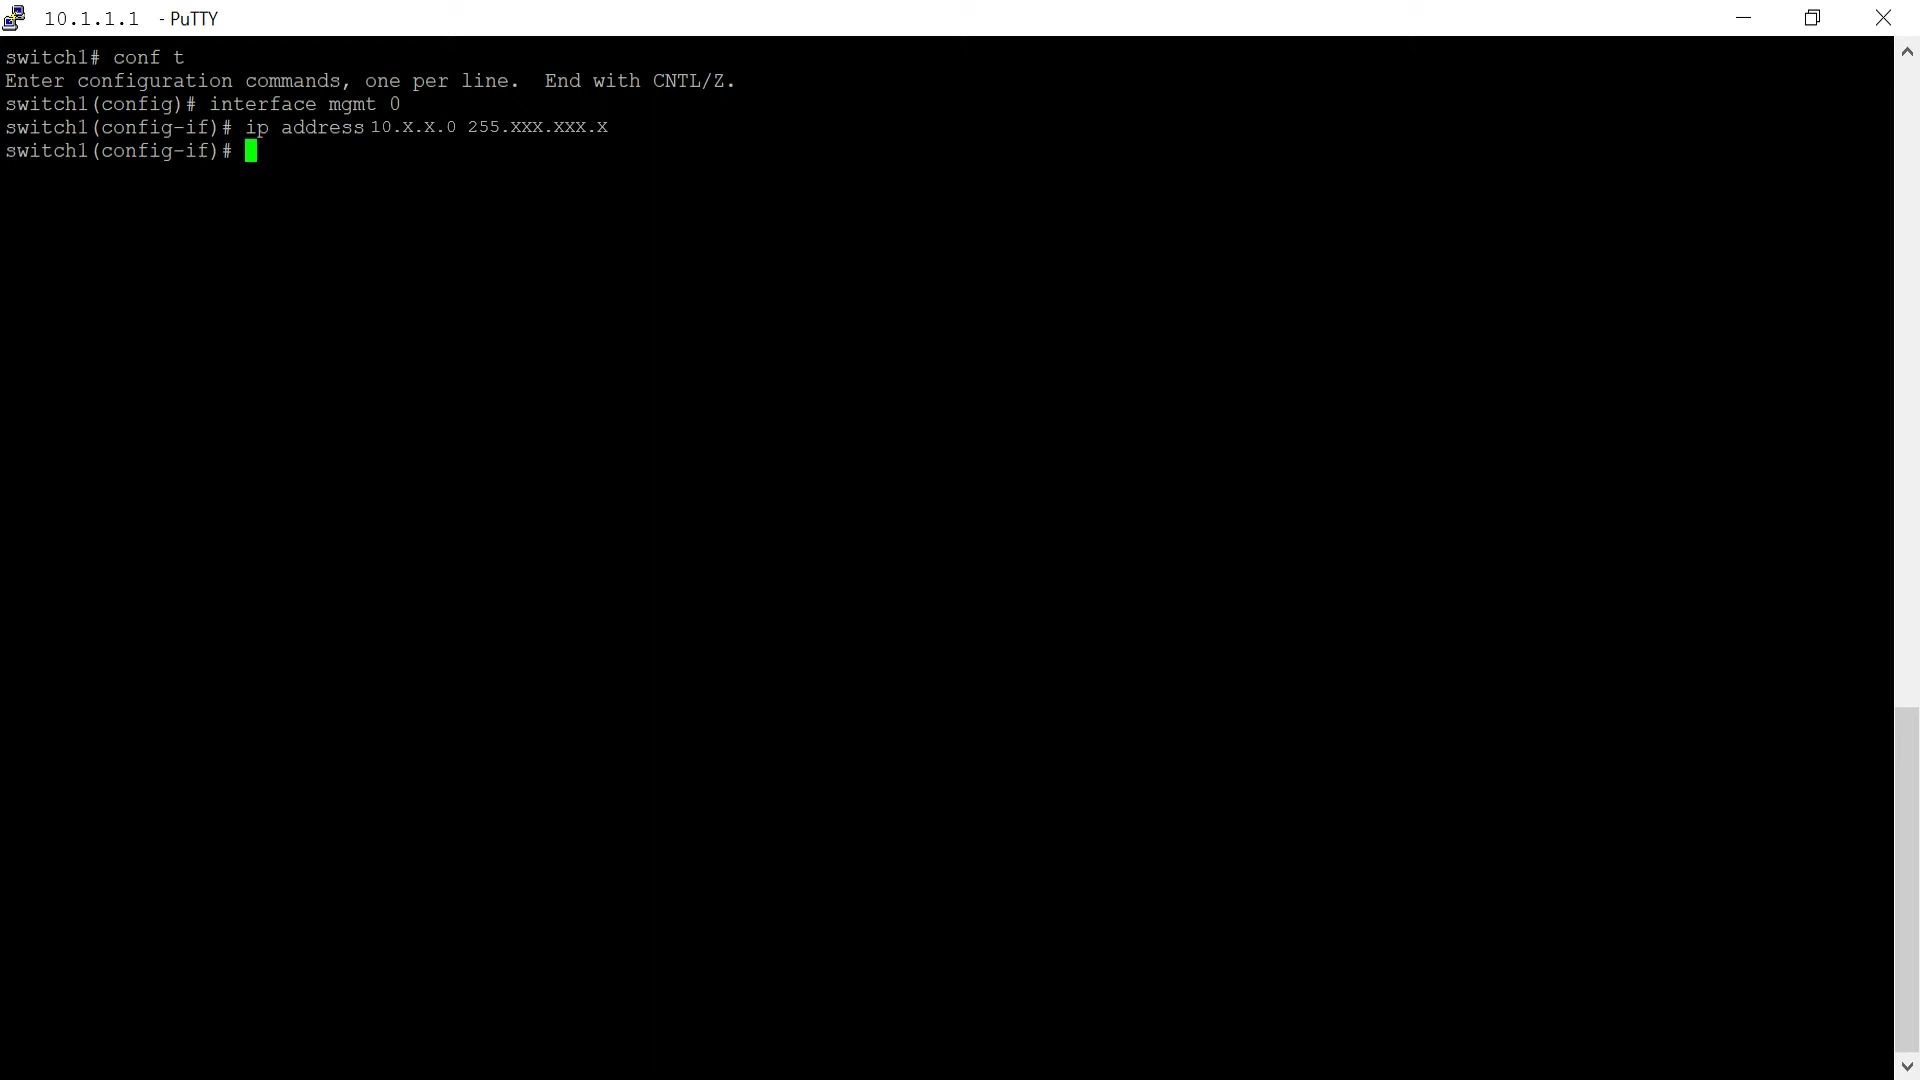 10.1.1.1 - PuTTY
switch1# conf t
Enter configuration commands, one per line.  End with CNTL/Z.
switch1(config)# interface mgmt 0
switch1(config-if)# ip address 10.X.X.0 255.XXX.XXX.X
switch1(config-if)#